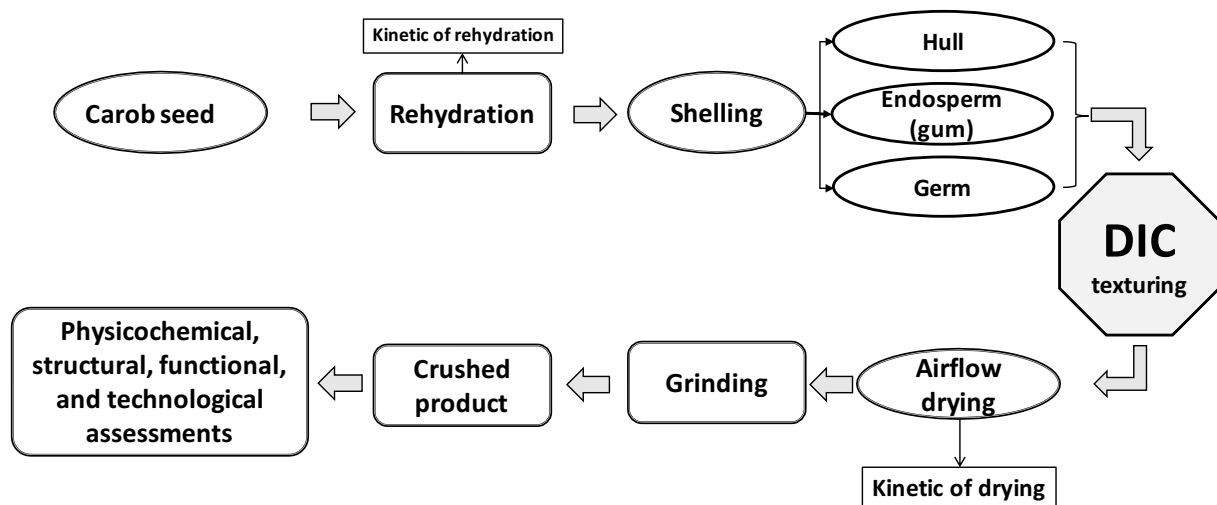 Kinetic of rehydration
Carob seed
Rehydration
Shelling
Hull
Endosperm
(gum)
Germ
DIC
texturing
Airflow
drying
Kinetic of drying
Grinding
Crushed
product
Physicochemical,
structural, functional,
and technological
assessments